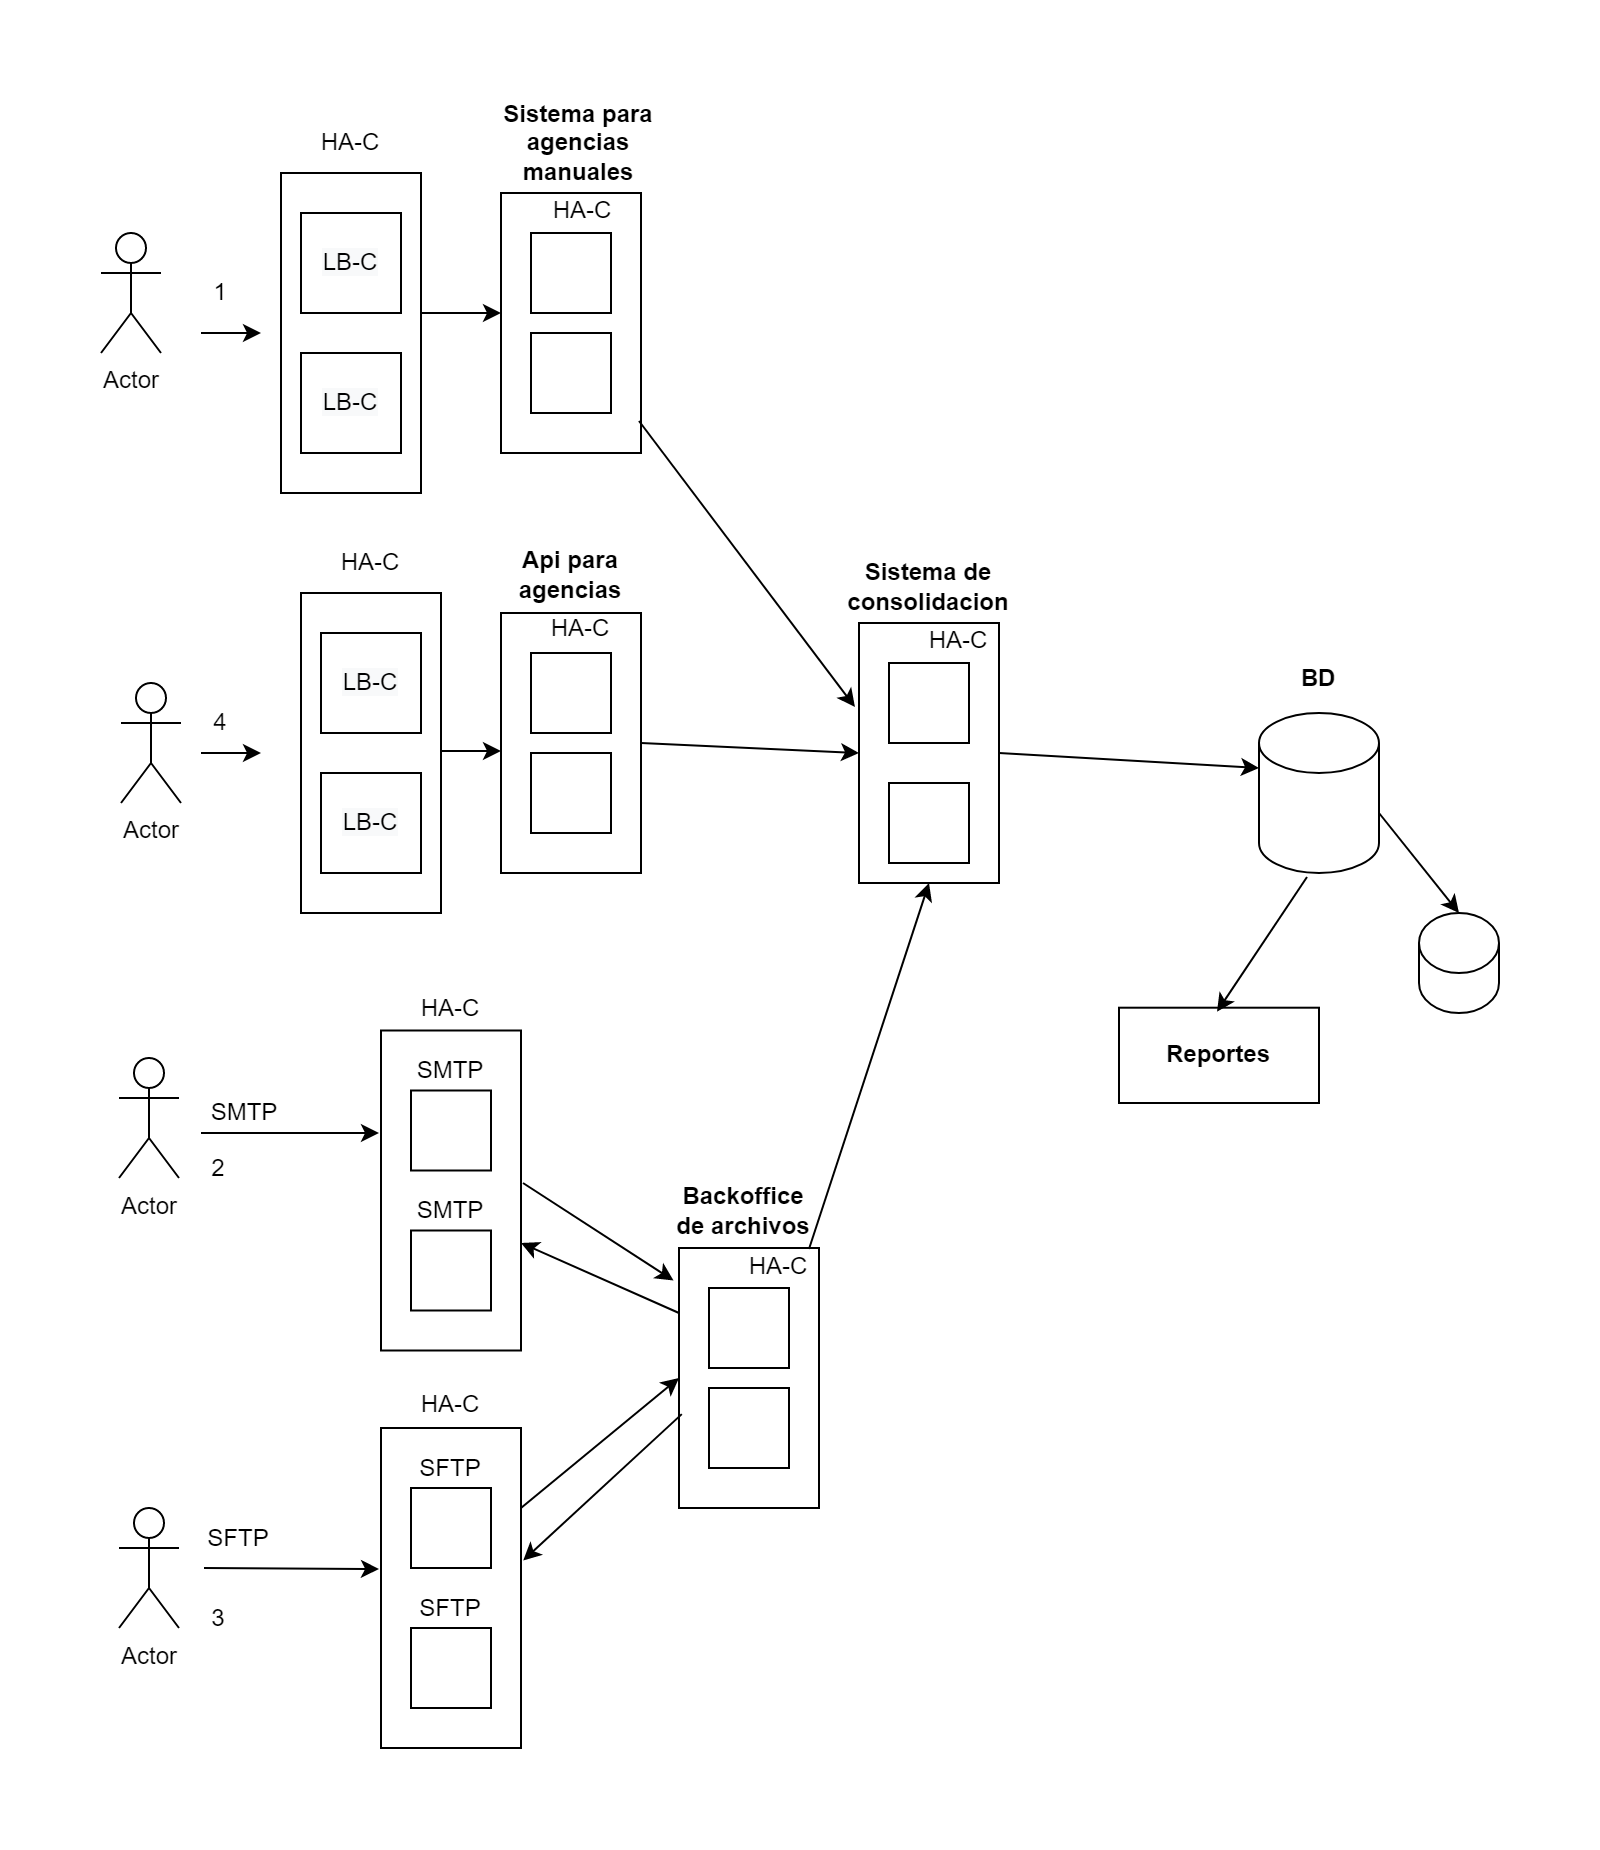 Sistema para
agencias
manuales
HA-C
HA-C
LB-C
1
LB-C
Actor
Api para
agencias
HA-C
HA-C
LB-C
4
LB-C
Actor
Sistema de
consolidacion
HA-C
BD
Reportes
HA-C
SMTP
SMTP
2
SMTP
Actor
Backoffice
de archivos
HA-C
HA-C
SFTP
SFTP
3
SFTP
Actor